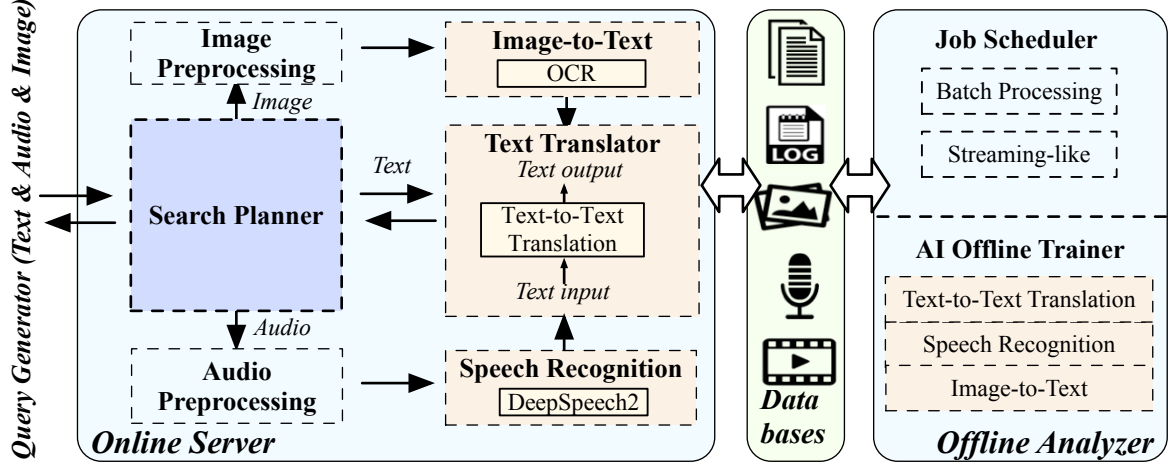 Query Generator (Text & Audio & Image)
Image
Preprocessing
Image
Search Planner
Audio
Audio
Preprocessing
Online Server
Text
Image-to-Text
OCR
Text Translator
Text output
Text-to-Text
Translation
Text input
Speech Recognition
DeepSpeech2
LOG
Data
bases
Job Scheduler
Batch Processing
Streaming-like
AI Offline Trainer
Text-to-Text Translation
Speech Recognition
Image-to-Text
Offline Analyzer